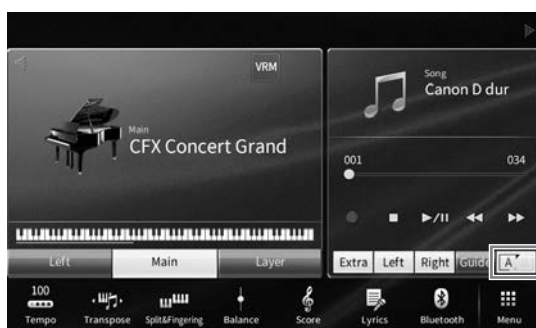 VRM
Main
CFX Concert Grand
Left
Main
Layer
Song
Canon D dur
001
034
Extra
Left
Right
Guide
A
100
Tempo
Transpose
Split&Fingering
Balance
Score
Lyrics
Bluetooth
Menu